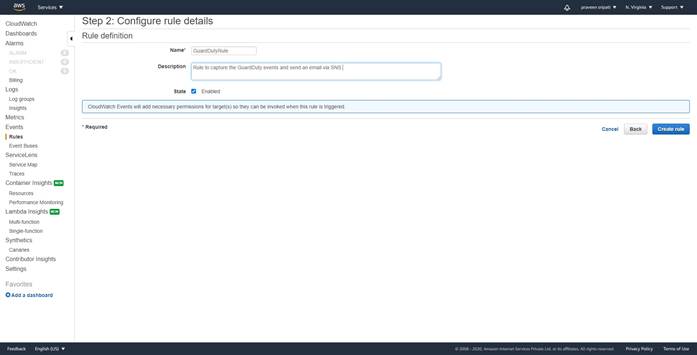 aws Services praveen sripati N. Virginia Support
CloudWatch
Dashboards
Alarms
ALARM 0
INSUFFICIENT 0
OK 0
Billing
Logs
Log groups
Insights
Metrics
Events
Rules
Event Buses
ServiceLens
Service Map
Traces
Container Insights NEW
Resources
Performance Monitoring
Lambda Insights NEW
Multi-function
Single-function
Synthetics
Canaries
Contributor Insights
Settings
Favorites
Add a dashboard
Step 2: Configure rule details
Rule definition
Name* GuardDutyRule
Description Rule to capture the GuardDuty events and send an email via SNS.
State Enabled
CloudWatch Events will add necessary permissions for target(s) so they can be invoked when this rule is triggered.
* Required Cancel Back Create rule
Feedback English (US) © 2008 - 2020, Amazon Internet Services Private Ltd. or its affiliates. All rights reserved. Privacy Policy Terms of Use